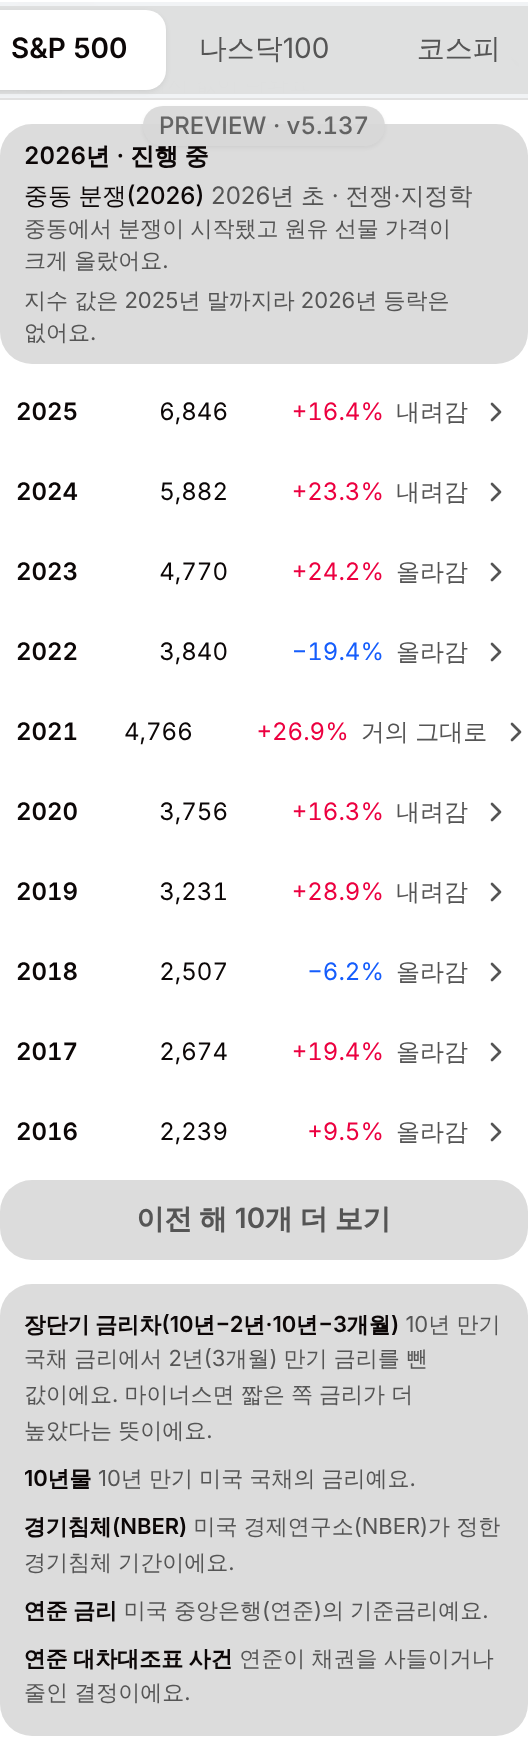 S&P 500 나스닥100 코스피
PREVIEW · v5.137
2026년 · 진행 중
중동 분쟁(2026) 2026년 초 · 전쟁·지정학
중동에서 분쟁이 시작됐고 원유 선물 가격이
크게 올랐어요.
지수 값은 2025년 말까지라 2026년 등락은
없어요.
2025 6,846 +16.4% 내려감
2024 5,882 +23.3% 내려감
2023 4,770 +24.2% 올라감
2022 3,840 −19.4% 올라감
2021 4,766 +26.9% 거의 그대로
2020 3,756 +16.3% 내려감
2019 3,231 +28.9% 내려감
2018 2,507 −6.2% 올라감
2017 2,674 +19.4% 올라감
2016 2,239 +9.5% 올라감
이전 해 10개 더 보기
장단기 금리차(10년−2년·10년−3개월) 10년 만기
국채 금리에서 2년(3개월) 만기 금리를 뺀
값이에요. 마이너스면 짧은 쪽 금리가 더
높았다는 뜻이에요.
10년물 10년 만기 미국 국채의 금리예요.
경기침체(NBER) 미국 경제연구소(NBER)가 정한
경기침체 기간이에요.
연준 금리 미국 중앙은행(연준)의 기준금리예요.
연준 대차대조표 사건 연준이 채권을 사들이거나
줄인 결정이에요.